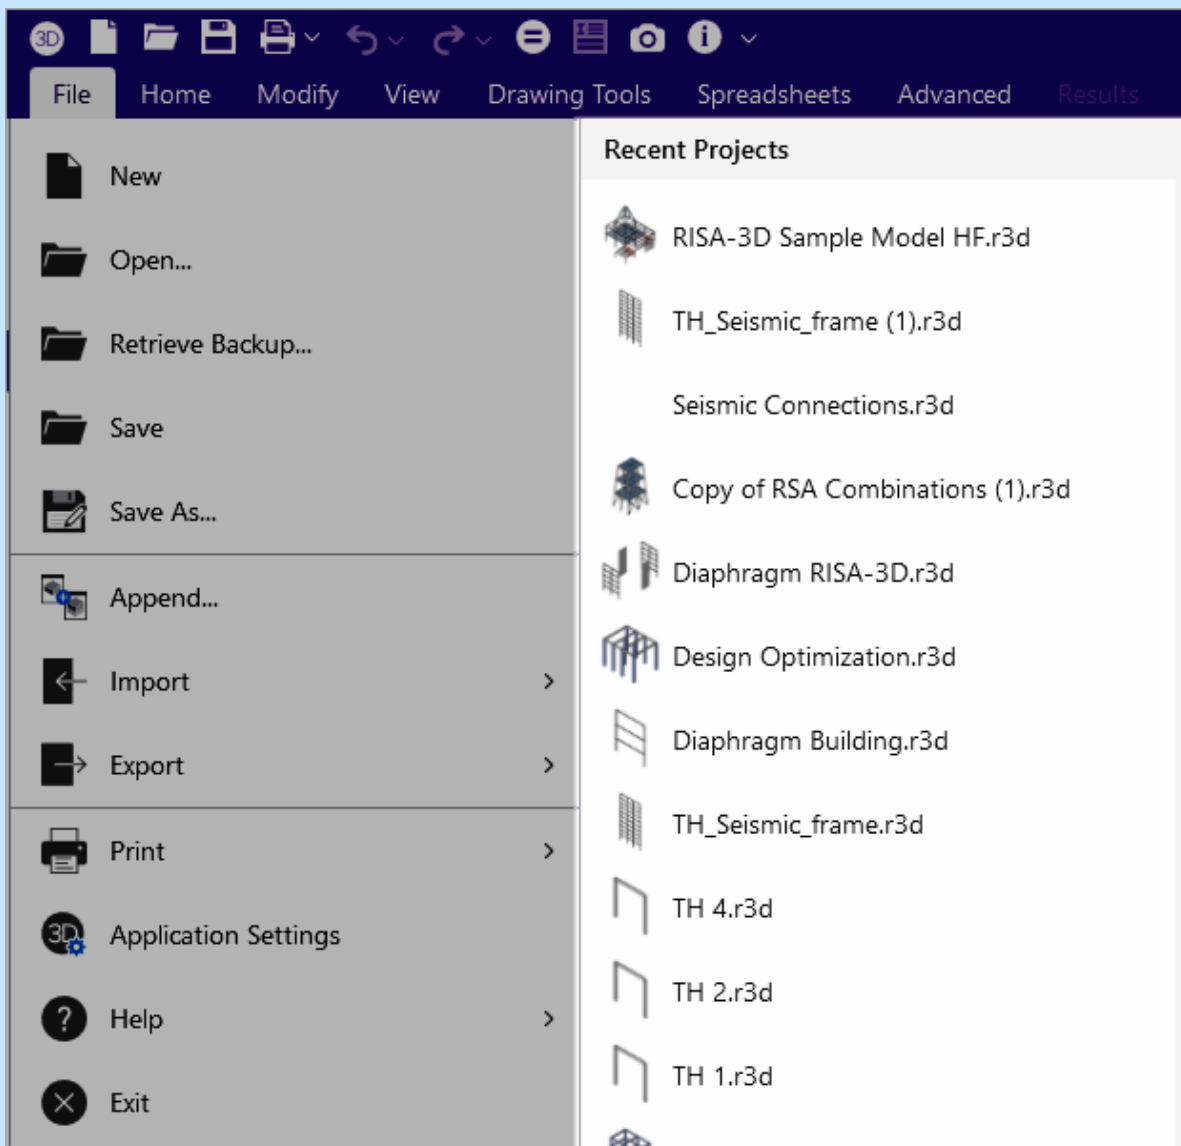 3D
File Home Modify View Drawing Tools Spreadsheets Advanced Results
New
Open...
Retrieve Backup...
Save
Save As...
Append...
Import
Export
Print
3D
Application Settings
?
Help
Exit
Recent Projects
RISA-3D Sample Model HF.r3d
TH_Seismic_frame (1).r3d
Seismic Connections.r3d
Copy of RSA Combinations (1).r3d
Diaphragm RISA-3D.r3d
Design Optimization.r3d
Diaphragm Building.r3d
TH_Seismic_frame.r3d
TH 4.r3d
TH 2.r3d
TH 1.r3d